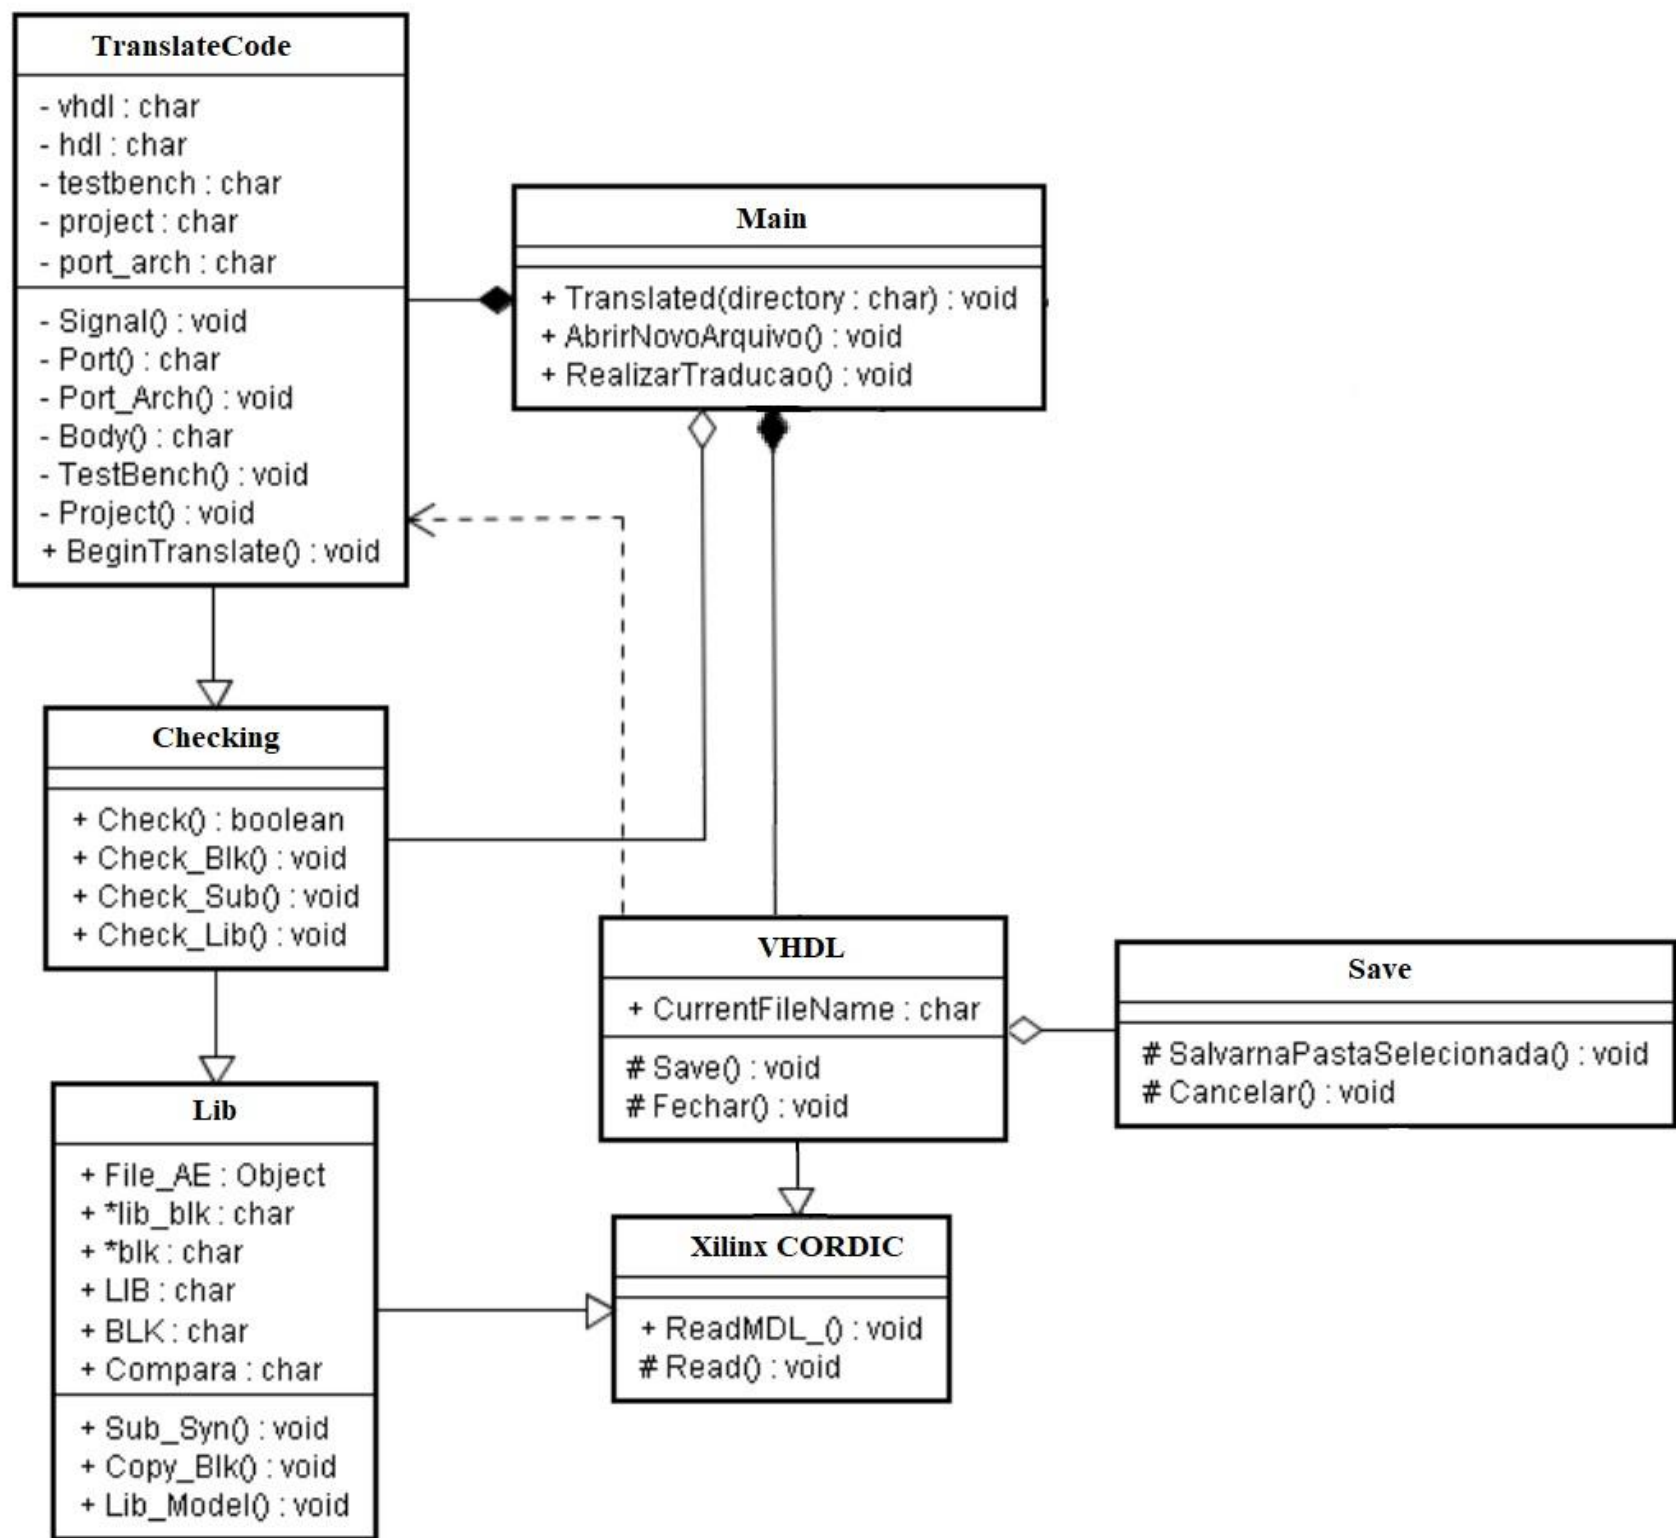 TranslateCode
- vhdl : char
- hdl : char
- testbench : char
- project : char
- port_arch : char
- Signal() : void
- Port() : char
- Port_Arch() : void
- Body() : char
- TestBench() : void
- Project() : void
+ BeginTranslate() : void
Main
+ Translated(directory : char) : void
+ AbrirNovoArquivo() : void
+ RealizarTraducao() : void
Checking
+ Check() : boolean
+ Check_Blk() : void
+ Check_Sub() : void
+ Check_Lib() : void
VHDL
+ CurrentFileName : char
# Save() : void
# Fechar() : void
Save
# SalvarnaPastaSelecionada() : void
# Cancelar() : void
Lib
+ File_AE : Object
+ *lib_blk : char
+ *blk : char
+ LIB : char
+ BLK : char
+ Compara : char
+ Sub_Syn() : void
+ Copy_Blk() : void
+ Lib_Model() : void
Xilinx CORDIC
+ ReadMDL_() : void
# Read() : void